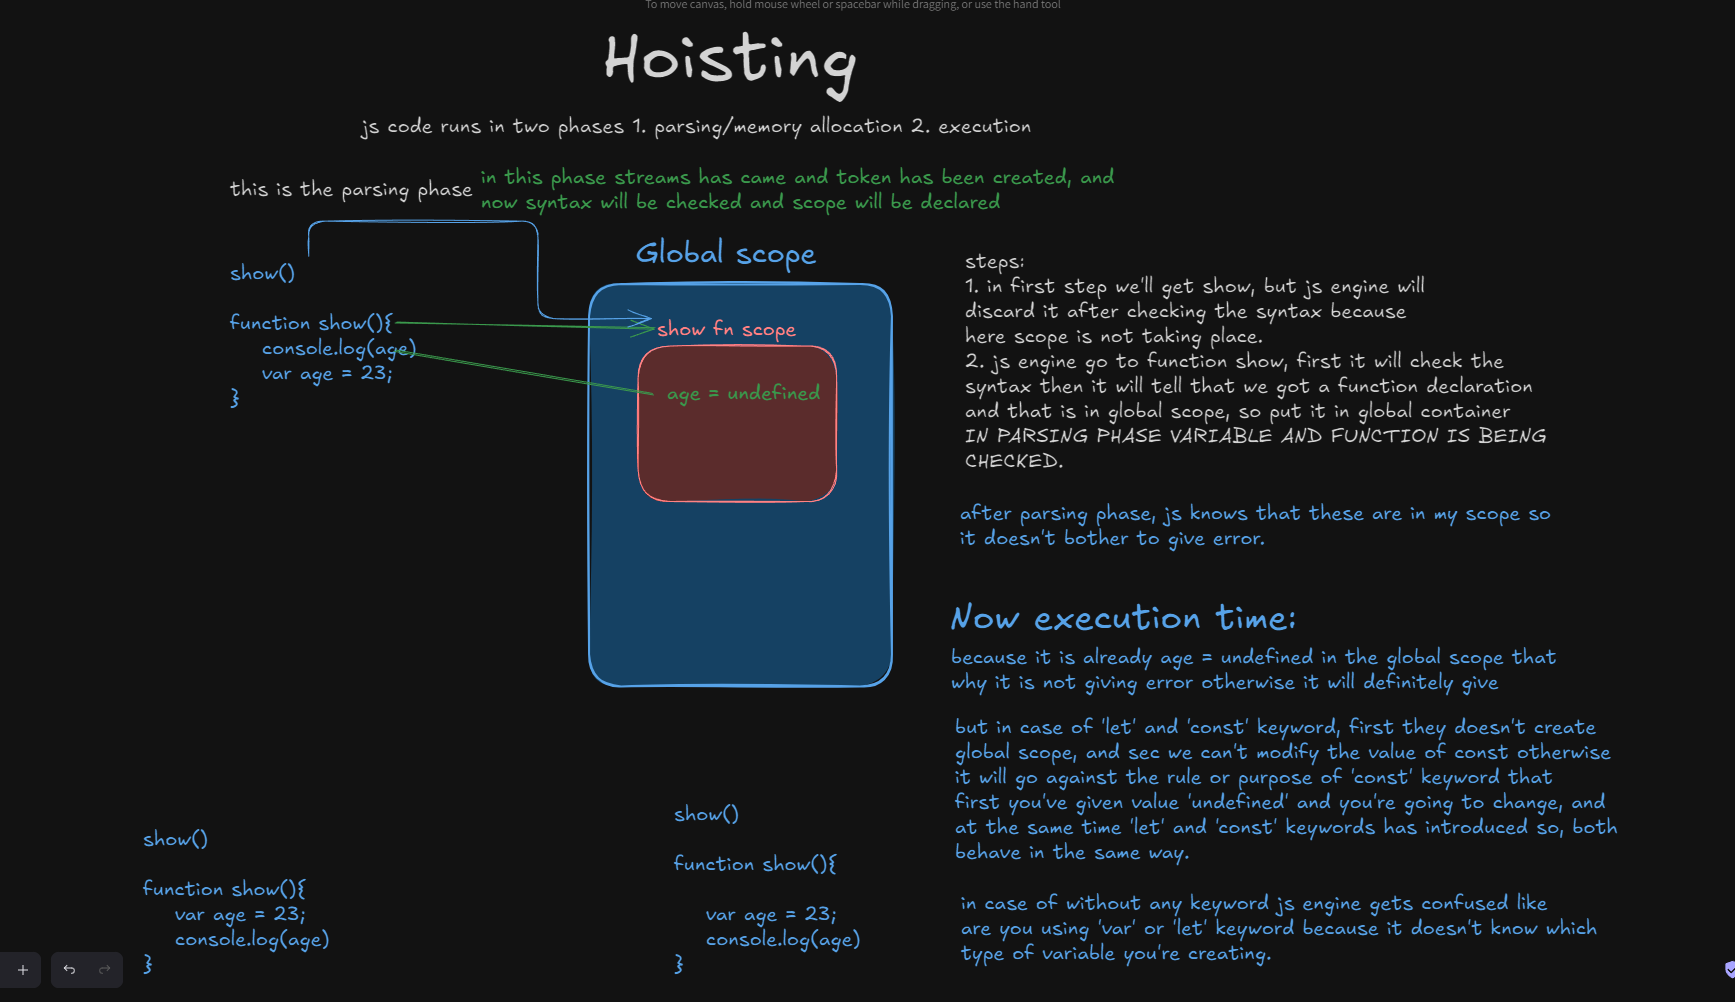 To move canvas, hold mouse wheel or spacebar while dragging, or use the hand tool
Hoisting
js code runs in two phases 1. parsing/memory allocation 2. execution
this is the parsing phase
in this phase streams has came and token has been created, and
now syntax will be checked and scope will be declared
show()
function show(){
console.log(age)
var age = 23;
}
Global scope
show fn scope
age = undefined
steps:
1. in first step we'll get show, but js engine will
discard it after checking the syntax because
here scope is not taking place.
2. js engine go to function show, first it will check the
syntax then it will tell that we got a function declaration
and that is in global scope, so put it in global container
IN PARSING PHASE VARIABLE AND FUNCTION IS BEING
CHECKED.
after parsing phase, js knows that these are in my scope so
it doesn't bother to give error.
Now execution time:
because it is already age = undefined in the global scope that
why it is not giving error otherwise it will definitely give
but in case of 'let' and 'const' keyword, first they doesn't create
global scope, and sec we can't modify the value of const otherwise
it will go against the rule or purpose of 'const' keyword that
first you've given value 'undefined' and you're going to change, and
at the same time 'let' and 'const' keywords has introduced so, both
behave in the same way.
in case of without any keyword js engine gets confused like
are you using 'var' or 'let' keyword because it doesn't know which
type of variable you're creating.
show()
function show(){
var age = 23;
console.log(age)
}
show()
function show(){
var age = 23;
console.log(age)
}